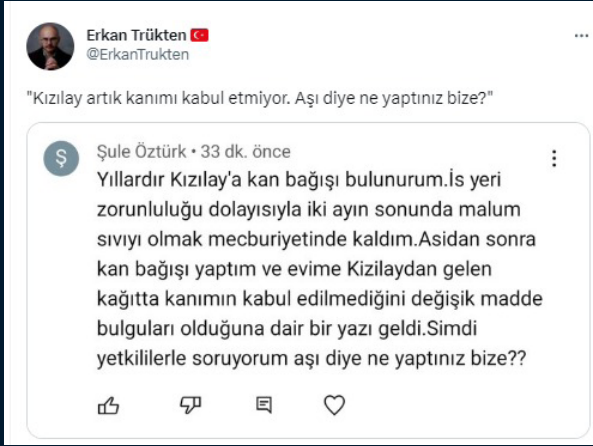 Erkan Trükten
@ErkanTrukten
"Kızılay artık kanımı kabul etmiyor. Aşı diye ne yaptınız bize?"
Ş
Şule Öztürk • 33 dk. önce
Yıllardır Kızılay'a kan bağışı bulunurum.İs yeri
zorunluluğu dolayısıyla iki ayın sonunda malum
sıvıyı olmak mecburiyetinde kaldım.Asidan sonra
kan bağışı yaptım ve evime Kizilaydan gelen
kağıtta kanımın kabul edilmediğini değişik madde
bulguları olduğuna dair bir yazı geldi.Simdi
yetkililerle soruyorum aşı diye ne yaptınız bize??